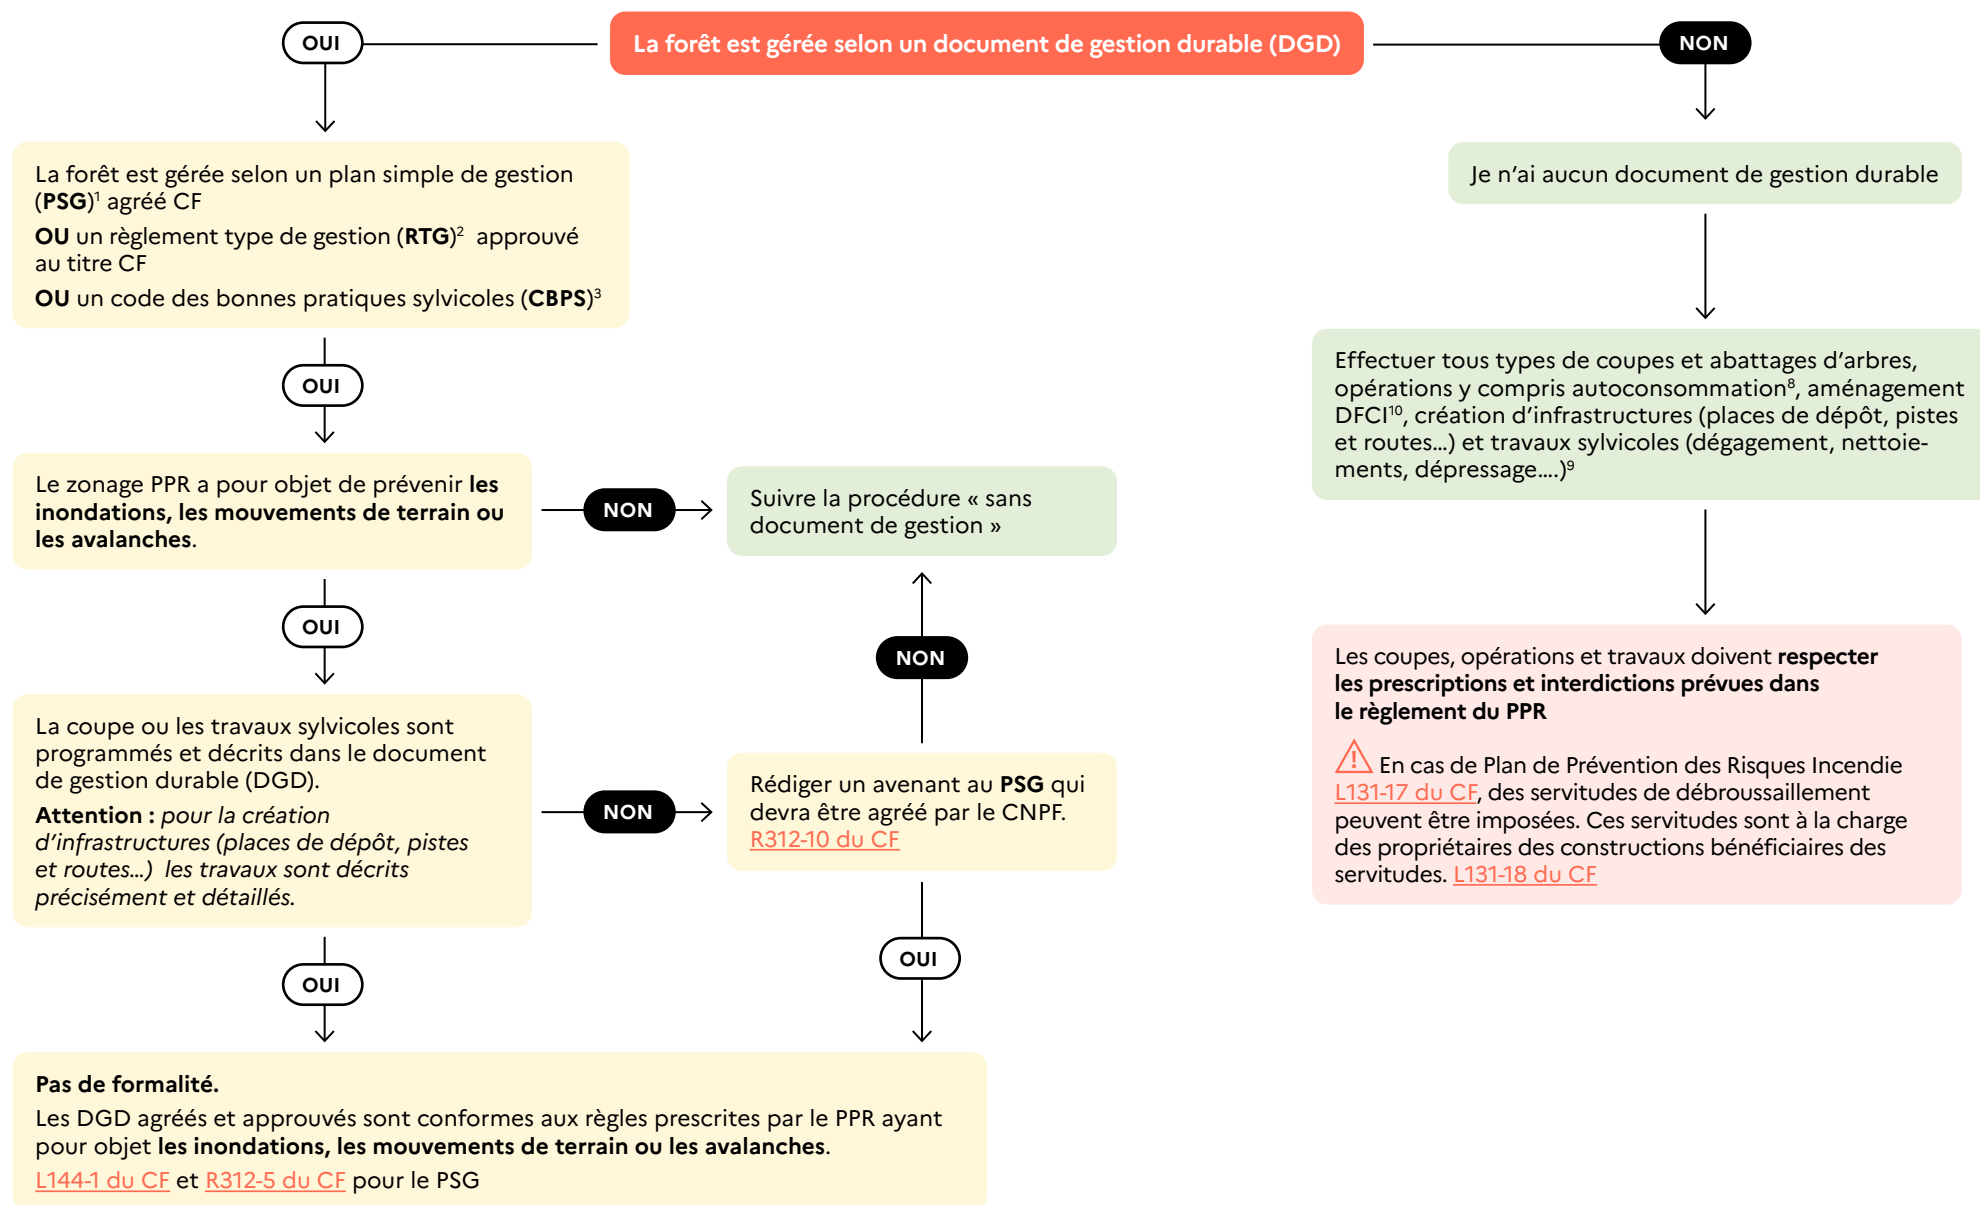 La forêt est gérée selon un document de gestion durable (DGD)
OUI
NON
La forêt est gérée selon un plan simple de gestion
(PSG)¹ agréé CF
OU un règlement type de gestion (RTG)² approuvé
au titre CF
OU un code des bonnes pratiques sylvicoles (CBPS)³
OUI
Le zonage PPR a pour objet de prévenir les
inondations, les mouvements de terrain ou
les avalanches.
NON
Suivre la procédure « sans
document de gestion »
OUI
La coupe ou les travaux sylvicoles sont
programmés et décrits dans le document
de gestion durable (DGD).
Attention : pour la création
d'infrastructures (places de dépôt, pistes
et routes...) les travaux sont décrits
précisément et détaillés.
NON
Rédiger un avenant au PSG qui
devra être agréé par le CNPF.
R312-10 du CF
NON
OUI
OUI
Pas de formalité.
Les DGD agréés et approuvés sont conformes aux règles prescrites par le PPR ayant
pour objet les inondations, les mouvements de terrain ou les avalanches.
L144-1 du CF et R312-5 du CF pour le PSG
Je n'ai aucun document de gestion durable
Effectuer tous types de coupes et abattages d'arbres,
opérations y compris autoconsommation⁸, aménagement
DFCI¹⁰, création d'infrastructures (places de dépôt, pistes
et routes...) et travaux sylvicoles (dégagement, nettoie-
ments, dépressage....)⁹
Les coupes, opérations et travaux doivent respecter
les prescriptions et interdictions prévues dans
le règlement du PPR
En cas de Plan de Prévention des Risques Incendie
L131-17 du CF, des servitudes de débroussaillement
peuvent être imposées. Ces servitudes sont à la charge
des propriétaires des constructions bénéficiaires des
servitudes. L131-18 du CF